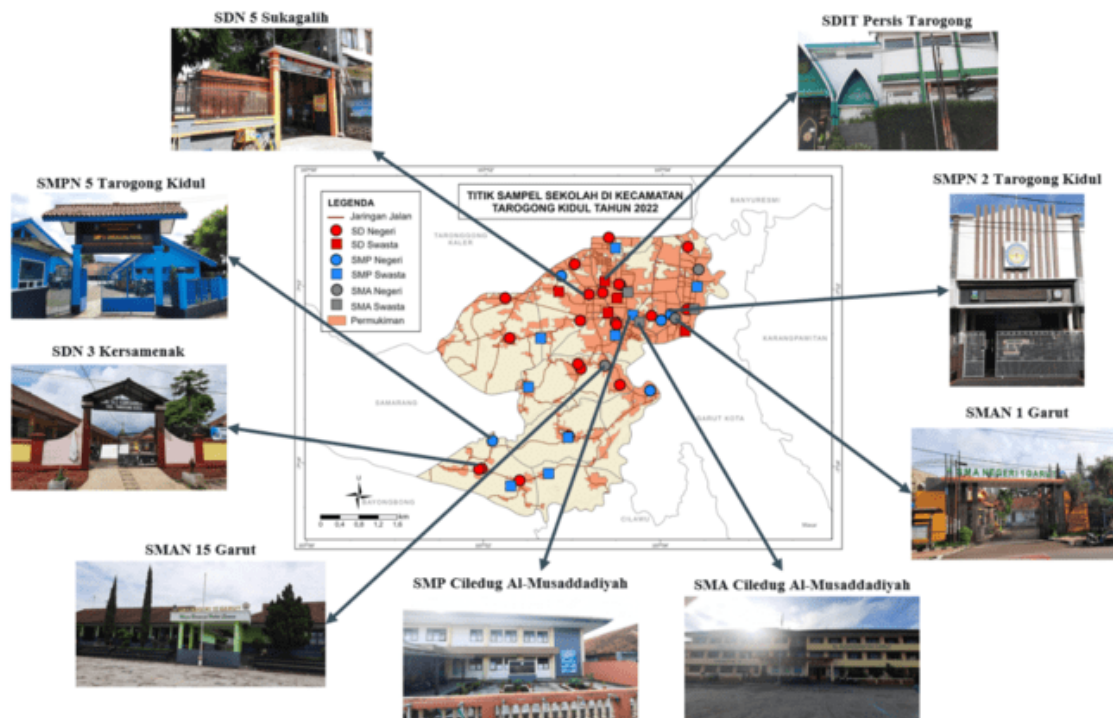 SDN 5 Sukagalih
SDIT Persis Tarogong
SMPN 5 Tarogong Kidul
SMPN 2 Tarogong Kidul
TITIK SAMPEL SEKOLAH DI KECAMATAN
TAROGONG KIDUL TAHUN 2022
LEGENDA
Jaringan Jalan
SD Negeri
SD Swasta
SMP Negeri
SMP Swasta
SMA Negeri
SMA Swasta
Permukiman
BANYURESMI
TAROGONGG
KALER
KARANGPAWITAN
SAMARANG
GARUT KOTA
BAYONGBONG
CILAWU
0 0,4 0,8 1,2 1,6
km
SDN 3 Kersamenak
SMAN 1 Garut
SMA NEGERI 1 GARUT
SMAN 15 Garut
SMP Ciledug Al-Musaddadiyah
SMA Ciledug Al-Musaddadiyah